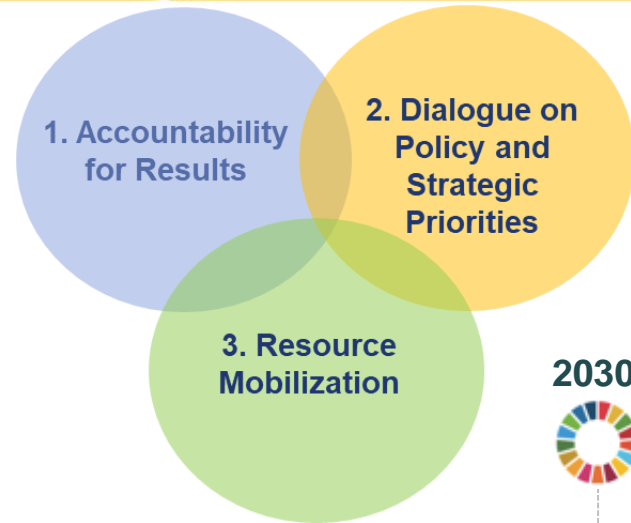 1. Accountability
for Results
2. Dialogue on
Policy and
Strategic
Priorities
3. Resource
Mobilization
2030